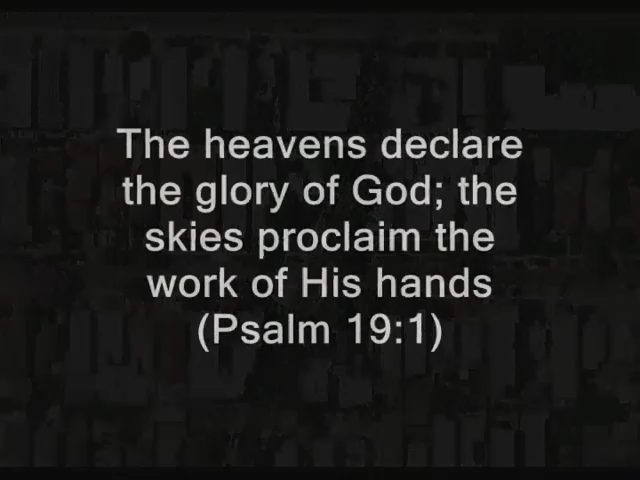 The heavens declare
the glory of God; the
skies proclaim the
work of His hands
(Psalm 19:1)